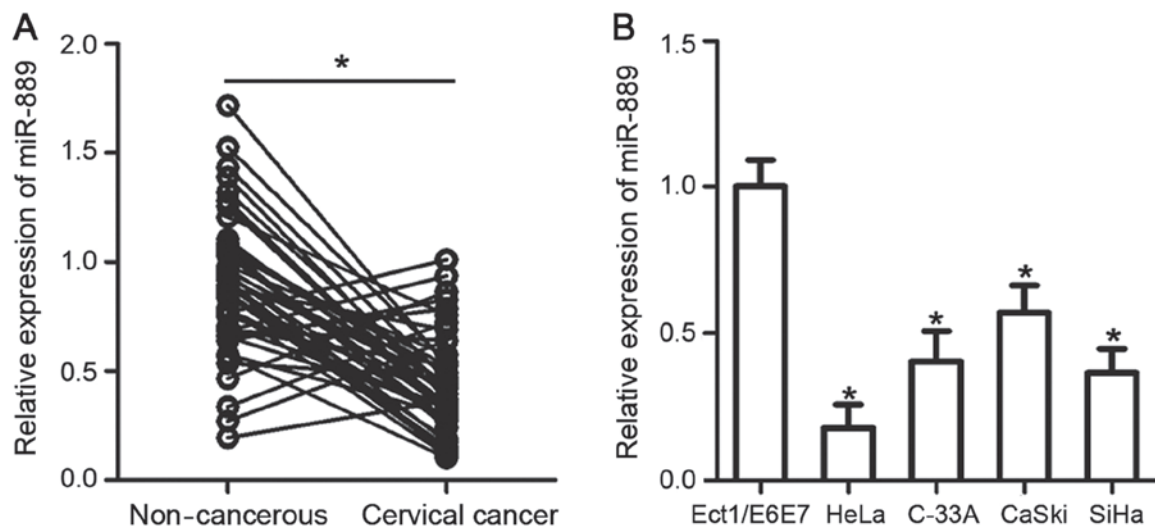 A
Relative expression of miR-889
2.0
1.5
1.0
0.5
0.0
*
Non-cancerous
Cervical cancer
B
Relative expression of miR-889
1.5
1.0
0.5
0.0
*
*
*
*
Ect1/E6E7
HeLa
C-33A
CaSki
SiHa